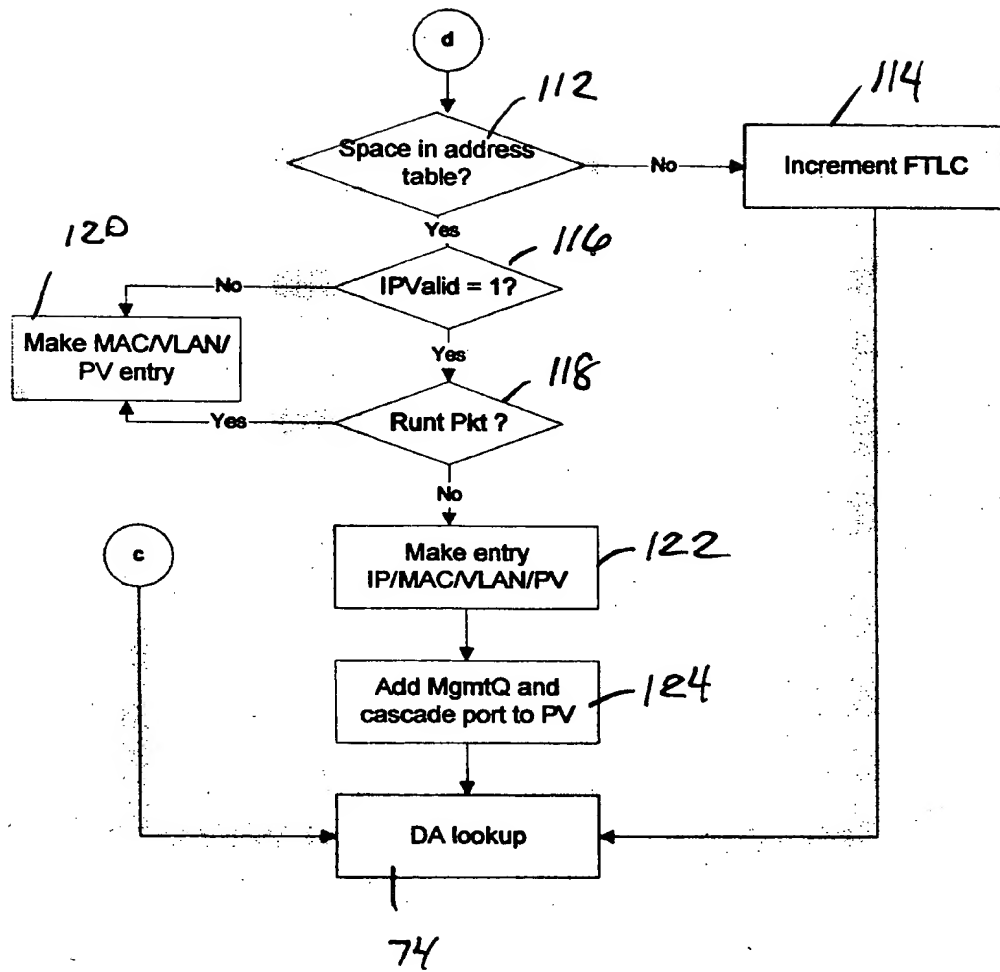 d
112
114
Space in address
table?
No
Increment FTLC
Yes
120
116
No
IPValid = 1?
Make MAC/VLAN/
PV entry
Yes
118
Yes
Runt Pkt ?
No
c
Make entry
IP/MAC/VLAN/PV
122
Add MgmtQ and
cascade port to PV
124
DA lookup
74